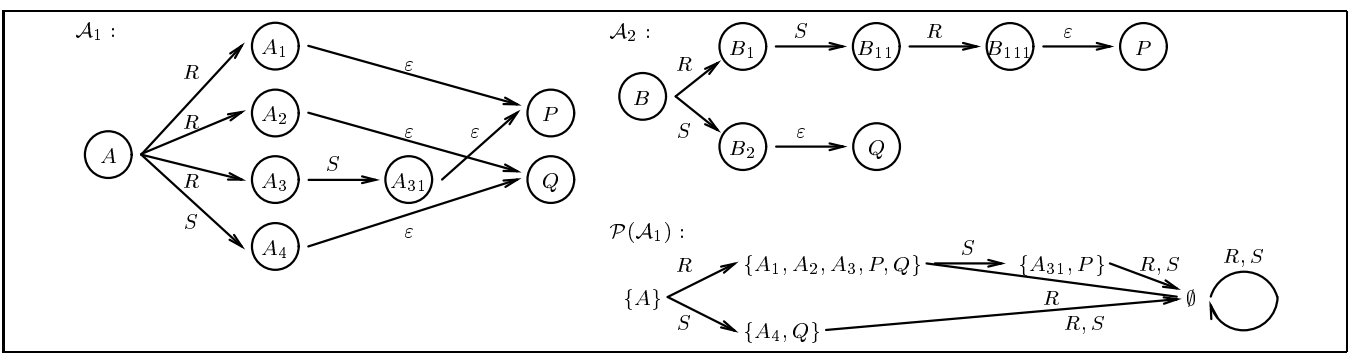 𝒜₁ :
R
R
R
S
A
A₁
A₂
A₃
A₄
S
A₃₁
ε
ε
ε
ε
P
Q
𝒜₂ :
B
R
S
B₁
S
B₁₁
R
B₁₁₁
ε
P
B₂
ε
Q
𝒫(𝒜₁) :
{A}
R
S
{A₁, A₂, A₃, P, Q}
S
{A₃₁, P}
R, S
R
{A₄, Q}
R, S
∅
R, S